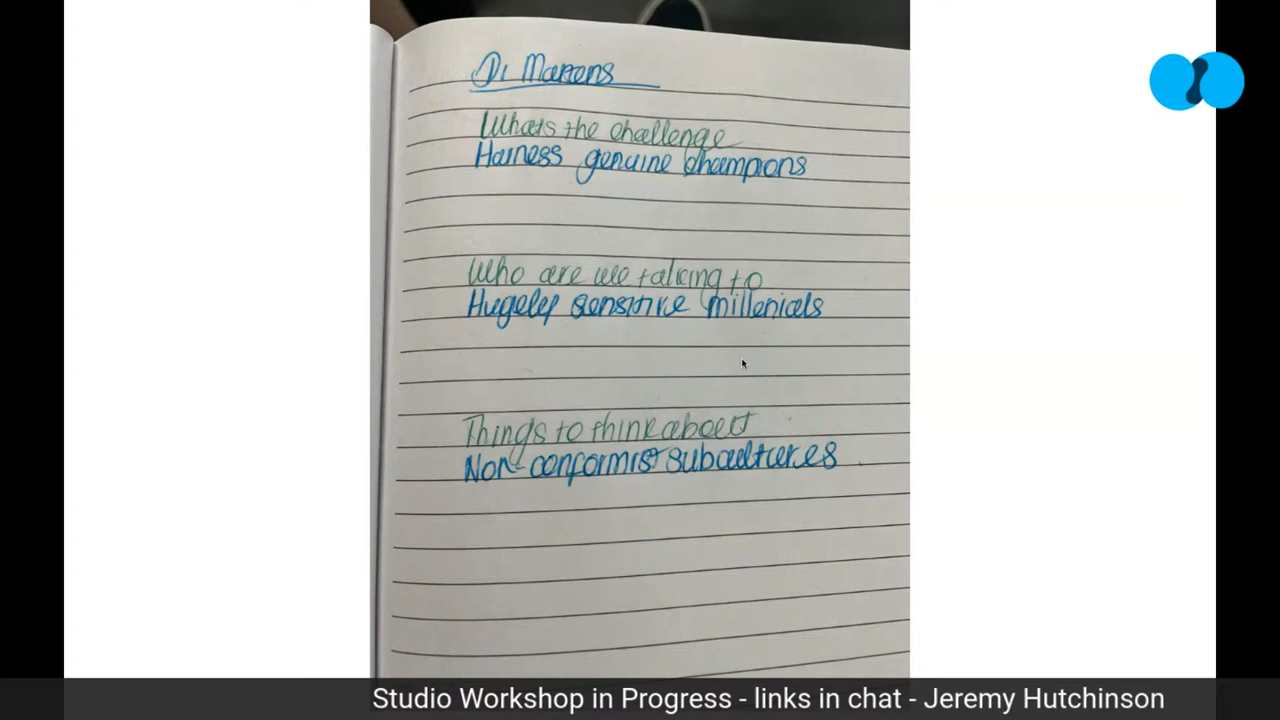 Dr Martens
Whats the challenge
Harness genuine champions
Who are we talking to
Hugely sensitive millenials
Things to think about
Non-conformist subcultures
Studio Workshop in Progress - links in chat - Jeremy Hutchinson